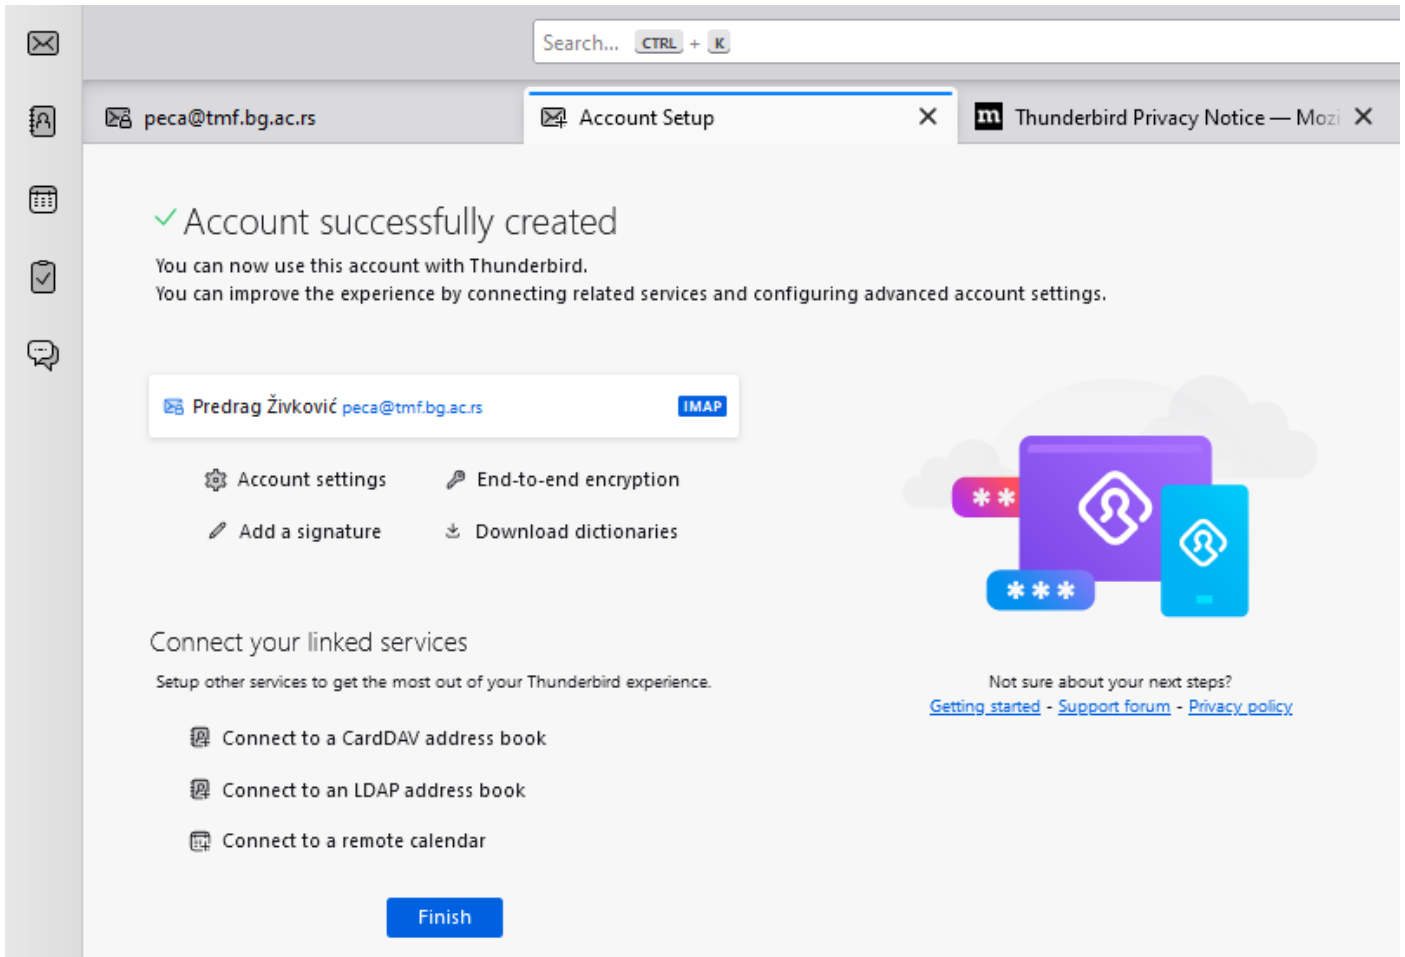 Search... CTRL + K
peca@tmf.bg.ac.rs
Account Setup
m Thunderbird Privacy Notice — Mozi
Account successfully created
You can now use this account with Thunderbird.
You can improve the experience by connecting related services and configuring advanced account settings.
Predrag Živković peca@tmf.bg.ac.rs IMAP
Account settings
End-to-end encryption
Add a signature
Download dictionaries
**
***
Connect your linked services
Setup other services to get the most out of your Thunderbird experience.
Connect to a CardDAV address book
Connect to an LDAP address book
Connect to a remote calendar
Finish
Not sure about your next steps?
Getting started - Support forum - Privacy policy